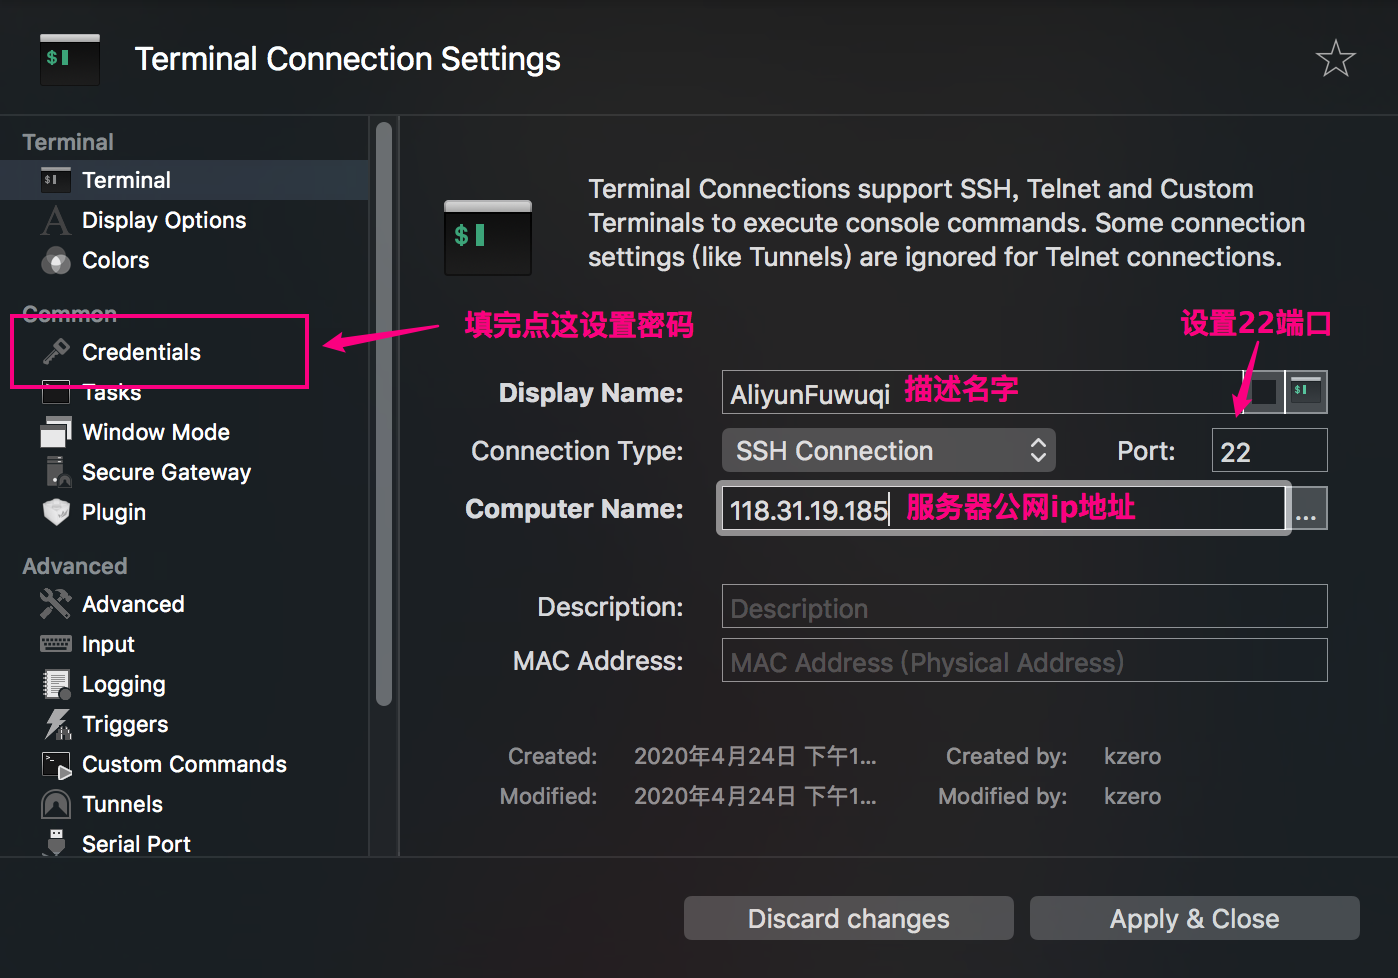 Terminal Connection Settings
Terminal
Terminal
Display Options
Colors
Common
Credentials
Tasks
Window Mode
Secure Gateway
Plugin
Advanced
Advanced
Input
Logging
Triggers
Custom Commands
Tunnels
Serial Port
Terminal Connections support SSH, Telnet and Custom
Terminals to execute console commands. Some connection
settings (like Tunnels) are ignored for Telnet connections.
填完点这设置密码
设置22端口
Display Name: AliyunFuwuqi 描述名字
Connection Type: SSH Connection Port: 22
Computer Name: 118.31.19.185 服务器公网ip地址 ...
Description: Description
MAC Address: MAC Address (Physical Address)
Created: 2020年4月24日 下午1... Created by: kzero
Modified: 2020年4月24日 下午1... Modified by: kzero
Discard changes Apply & Close